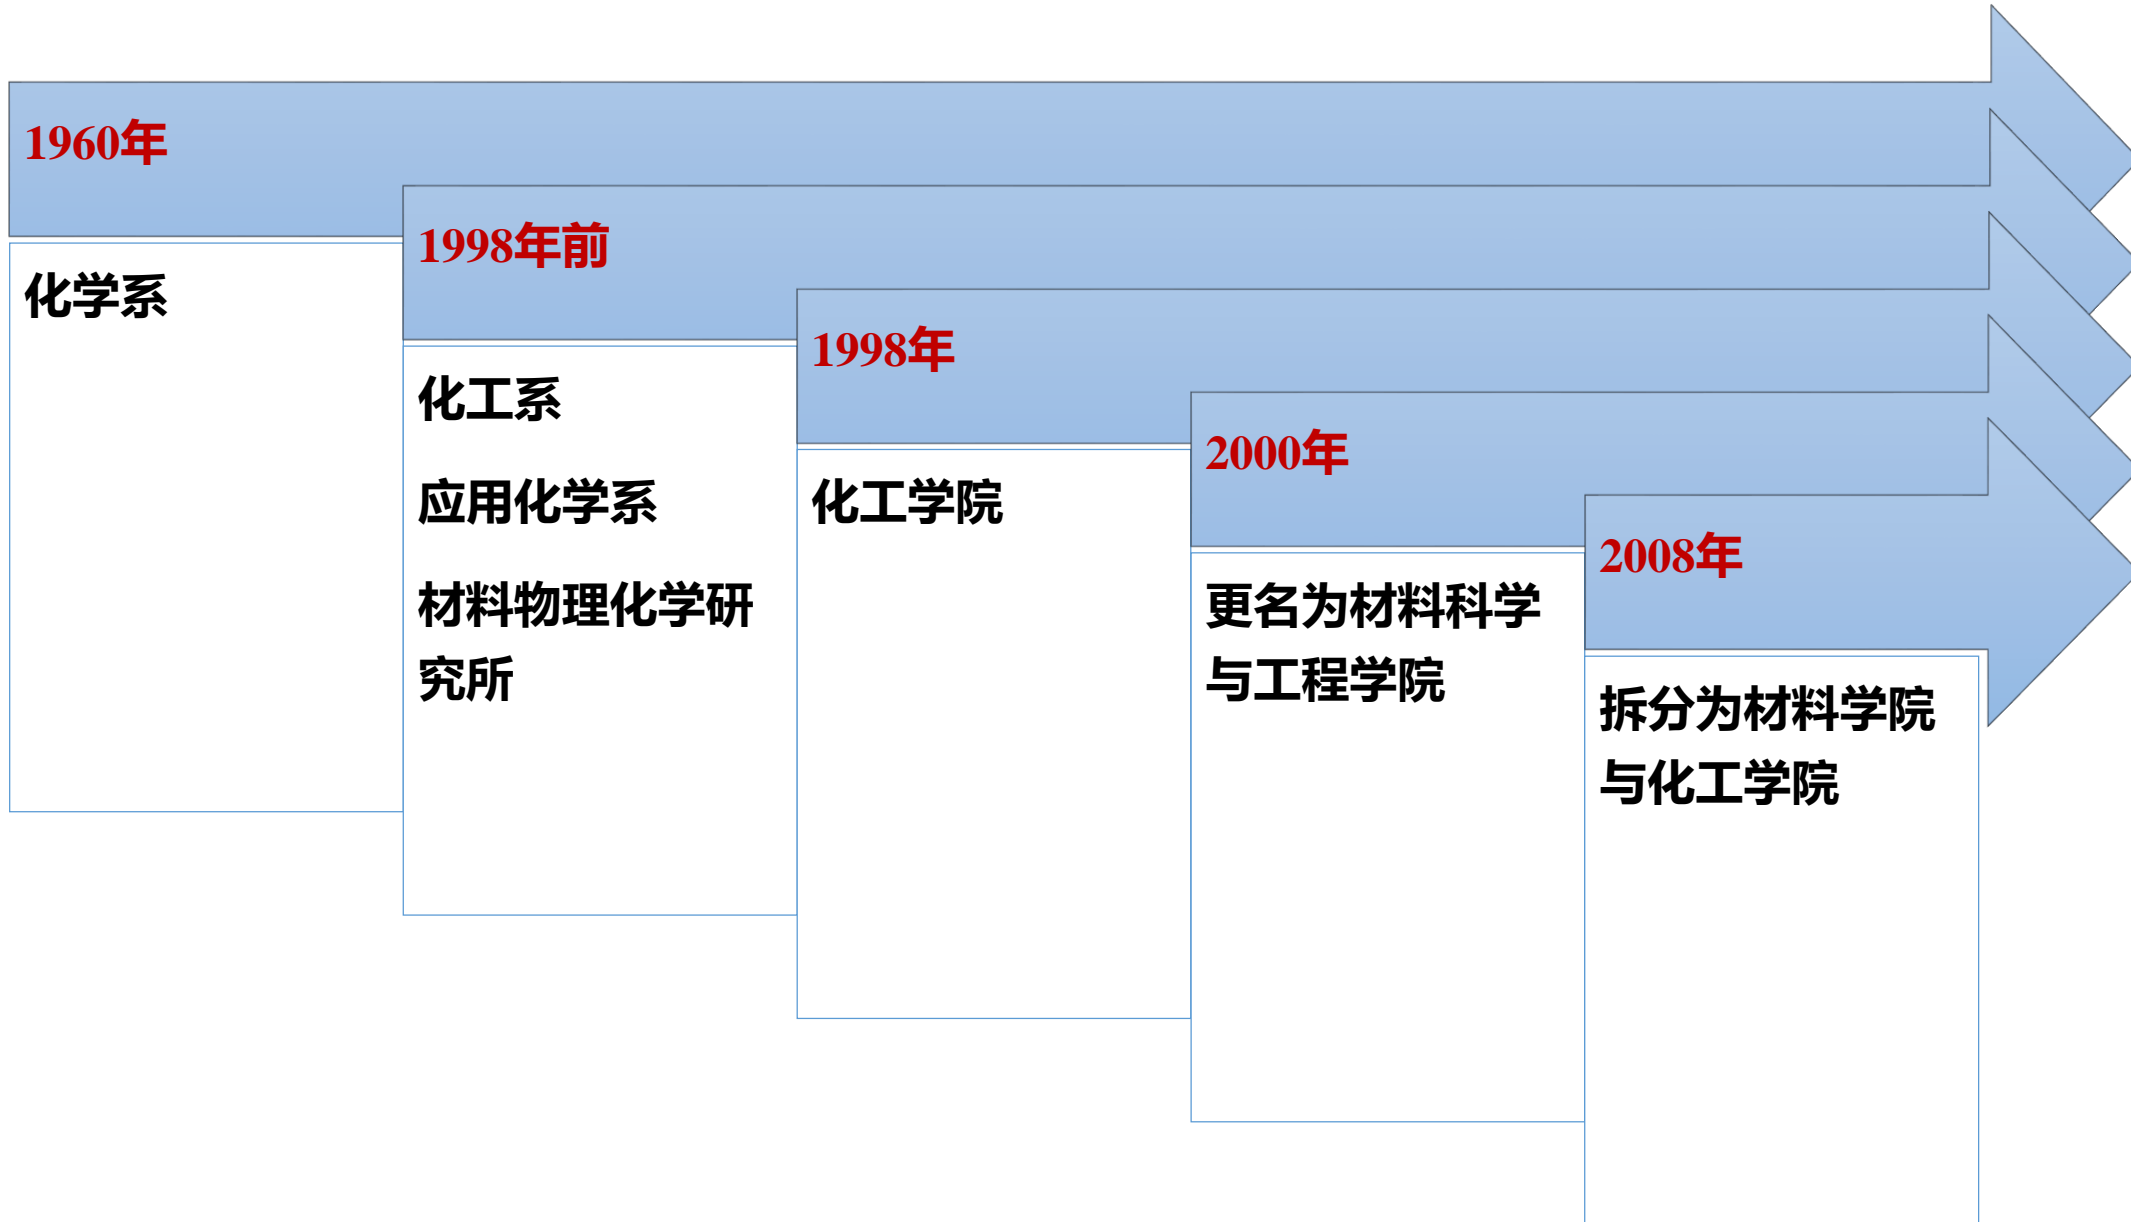 1960年
化学系
1998年前
化工系
应用化学系
材料物理化学研
究所
1998年
化工学院
2000年
更名为材料科学
与工程学院
2008年
拆分为材料学院
与化工学院